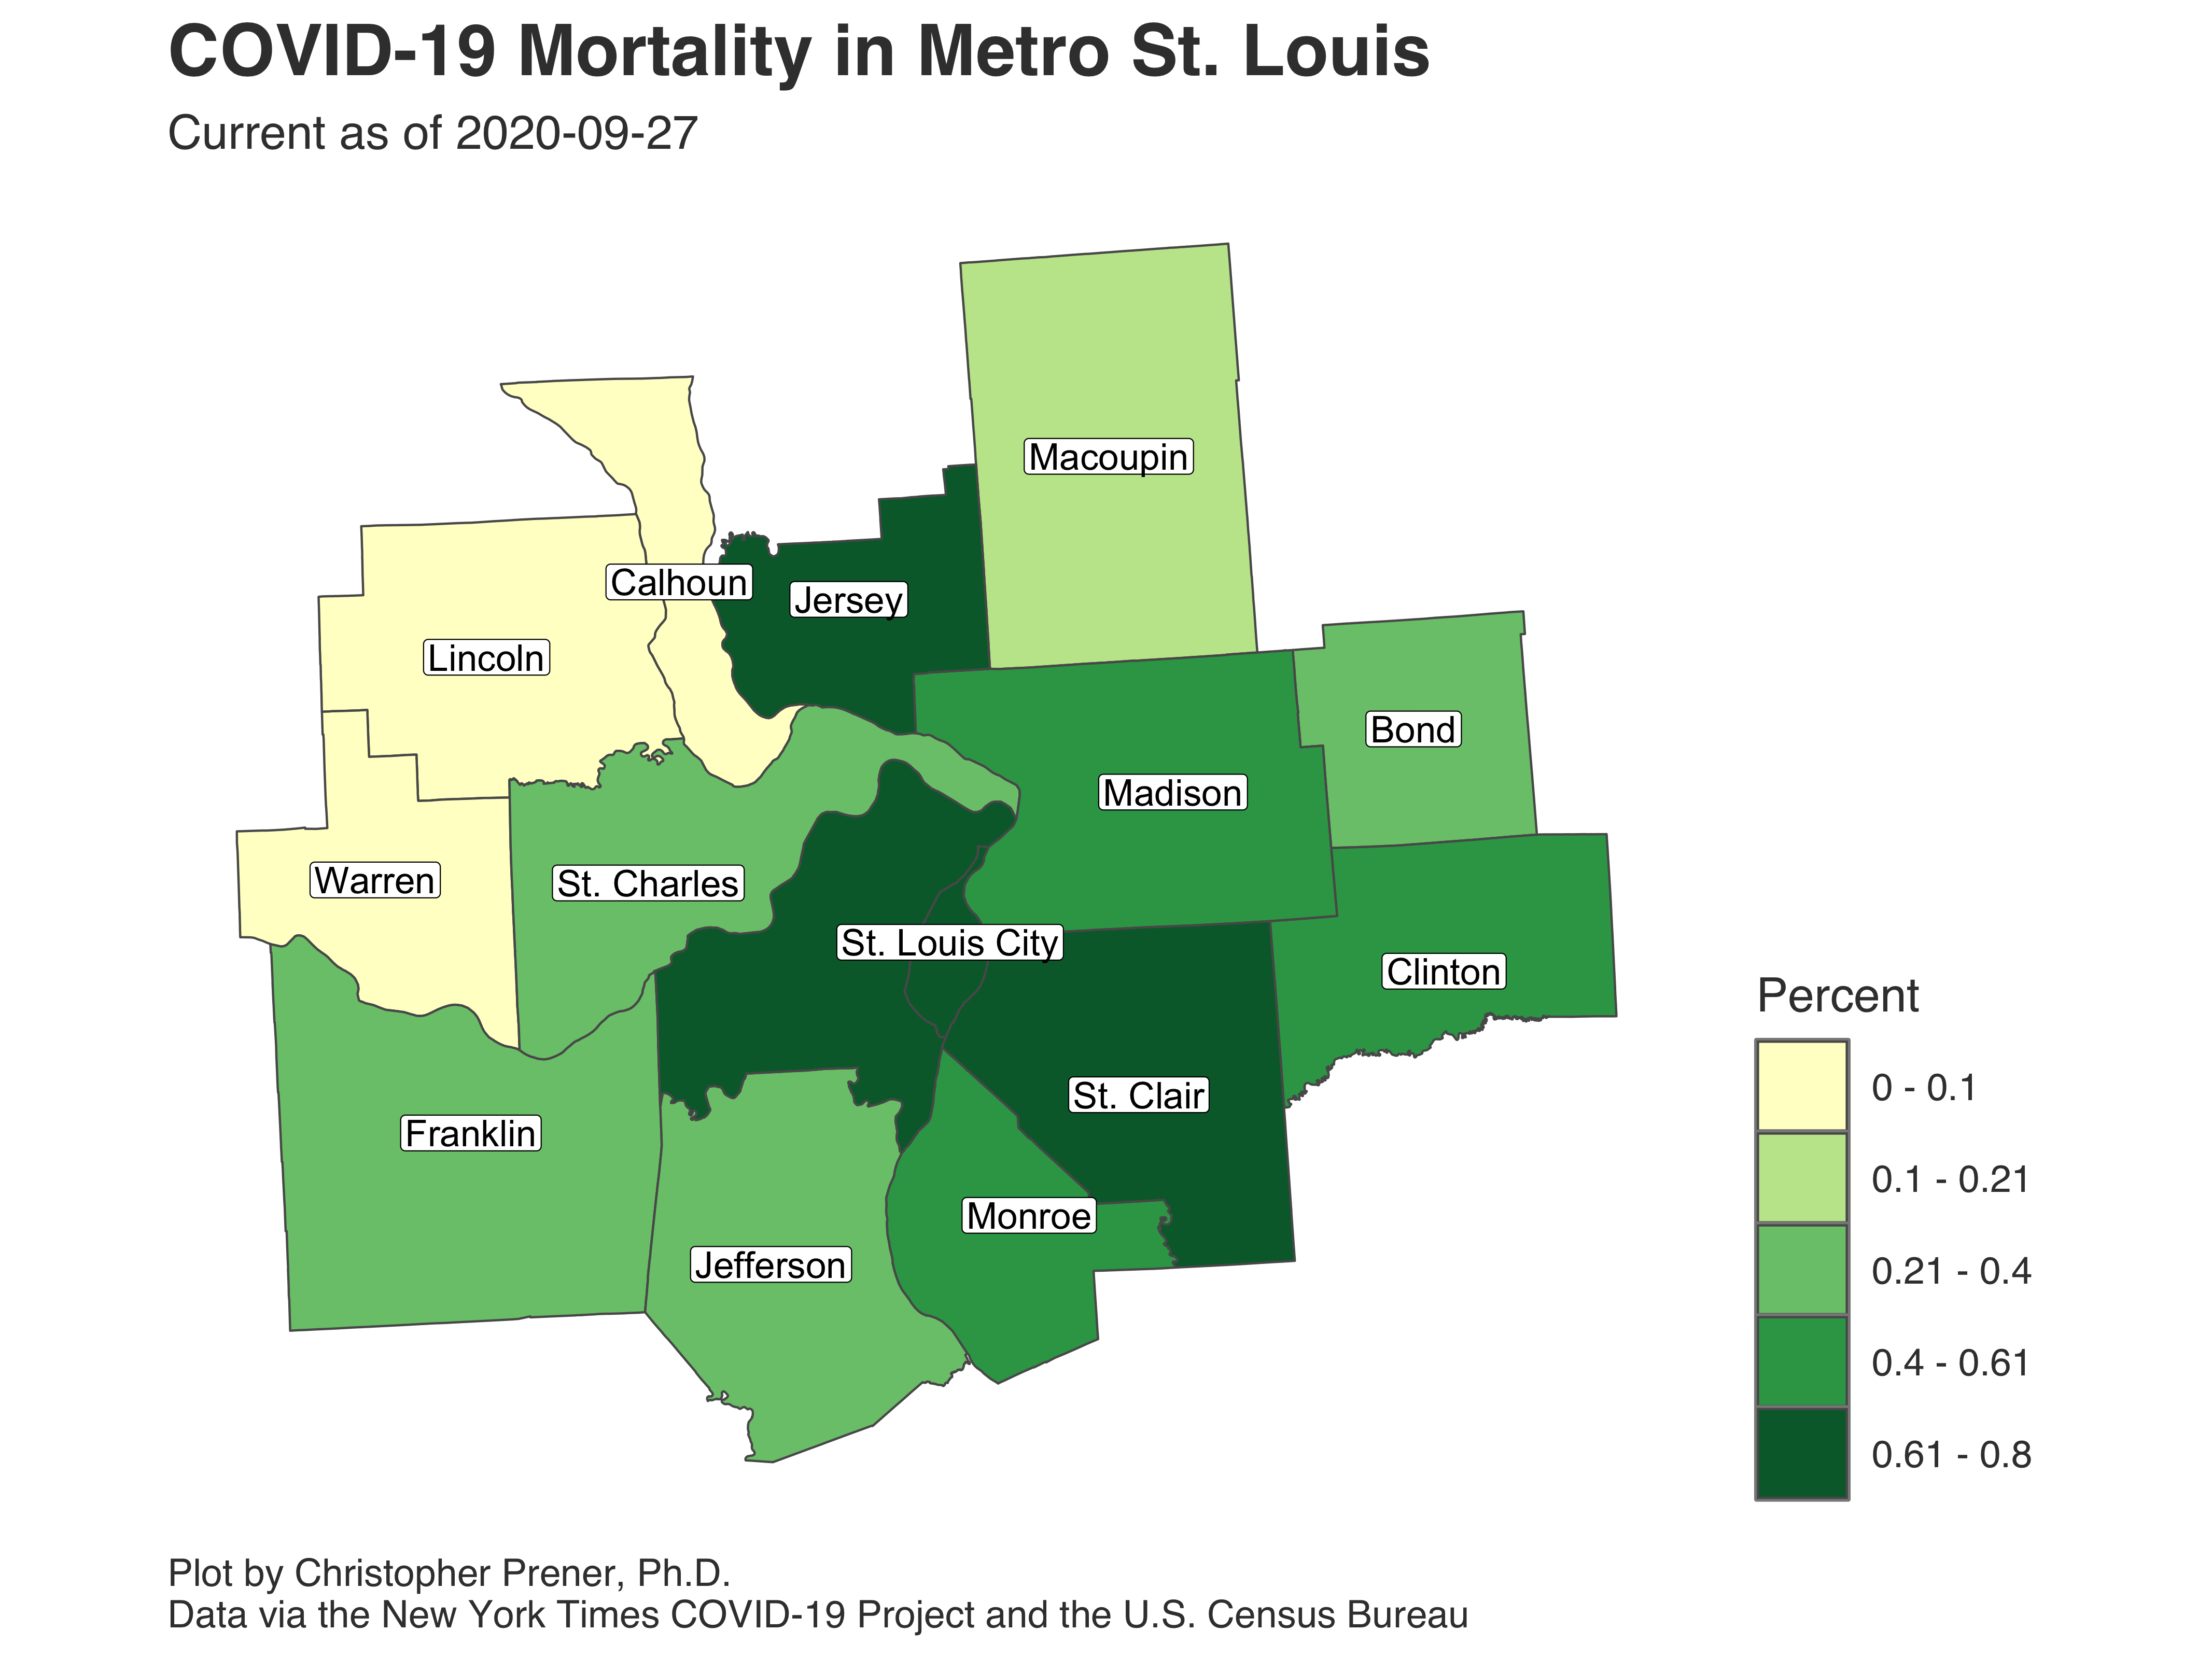 COVID-19 Mortality in Metro St. Louis
Current as of 2020-09-27
Macoupin
Calhoun
Jersey
Lincoln
Bond
Madison
Warren
St. Charles
St. Louis City
Clinton
St. Clair
Franklin
Monroe
Jefferson
Percent
0 - 0.1
0.1 - 0.21
0.21 - 0.4
0.4 - 0.61
0.61 - 0.8
Plot by Christopher Prener, Ph.D.
Data via the New York Times COVID-19 Project and the U.S. Census Bureau